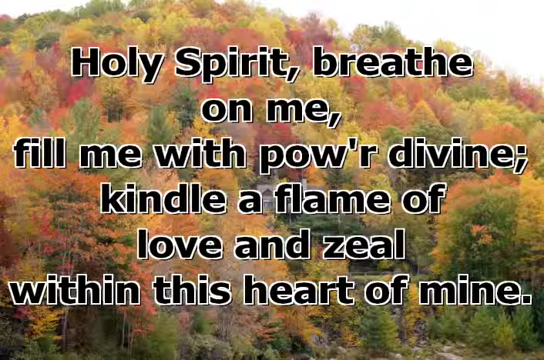 Holy Spirit, breathe
on me,
fill me with pow'r divine;
kindle a flame of
love and zeal
within this heart of mine.